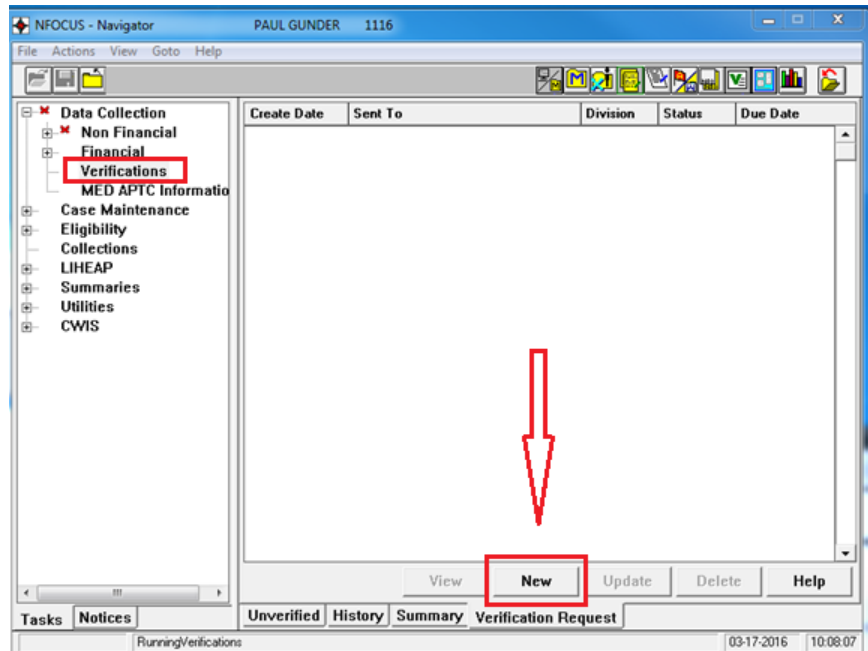 NFOCUS - Navigator PAUL GUNDER 1116
File Actions View Goto Help
Create Date Sent To Division Status Due Date
Data Collection
Non Financial
Financial
Verifications
MED APTC Informatio
Case Maintenance
Eligibility
Collections
LIHEAP
Summaries
Utilities
CWIS
View New Update Delete Help
Tasks Notices Unverified History Summary Verification Request
RunningVerifications 03-17-2016 10:08:07